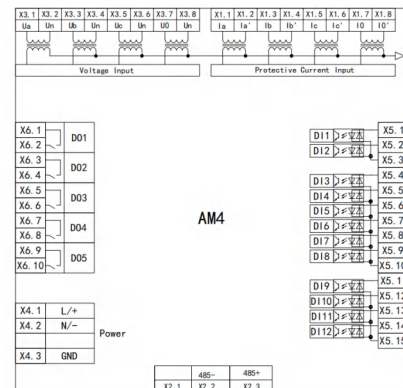 X3.1 X3.2 X3.3 X3.4 X3.5 X3.6 X3.7 X3.8 X1.1 X1.2 X1.3 X1.4 X1.5 X1.6 X1.7 X1.8
Ua Un Ub Un Uc Un U0 Un Ia Ia' Ib Ib' Ic Ic' I0 I0'
Voltage Input Protective Current Input
X6.1
X6.2
DO1
X6.3
X6.4
DO2
X6.5
X6.6
DO3
X6.7
X6.8
DO4
X6.9
X6.10
DO5
AM4
DI1 X5.1
DI2 X5.2
X5.3
DI3 X5.4
DI4 X5.5
DI5 X5.6
DI6 X5.7
DI7 X5.8
DI8 X5.9
X5.10
DI9 X5.11
DI10 X5.12
DI11 X5.13
DI12 X5.14
X5.15
X4.1 L/+
X4.2 N/-
Power
X4.3 GND
485- 485+
X2.1 X2.2 X2.3